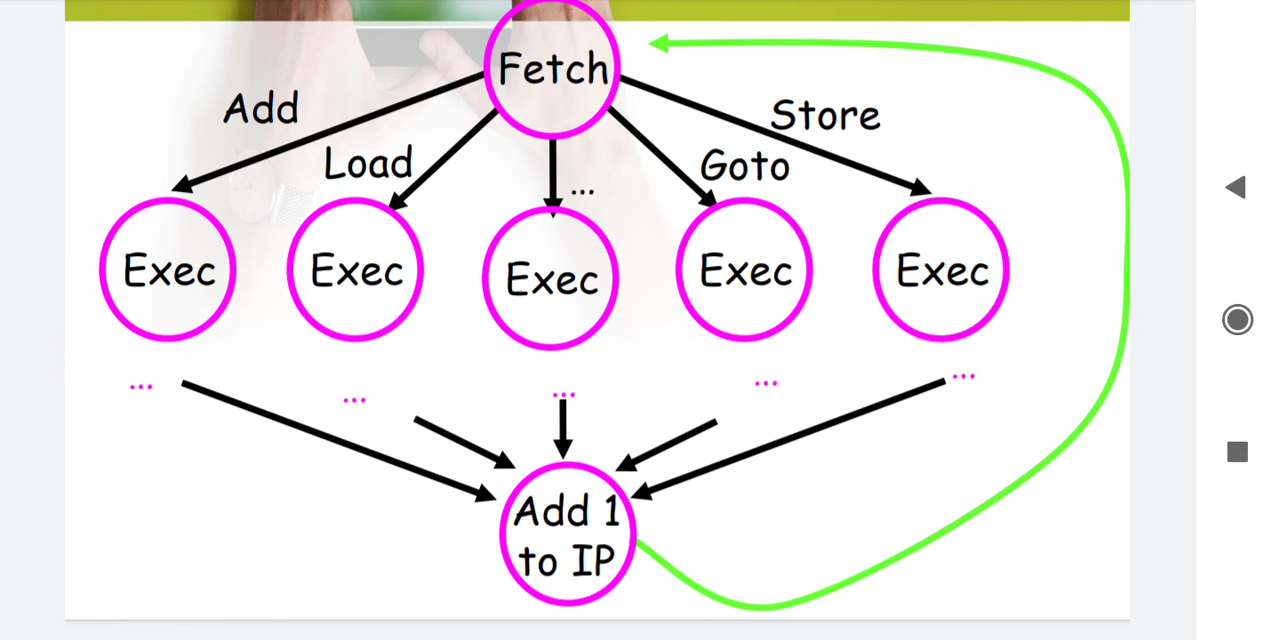 Fetch
Add
Store
Load
Goto
...
Exec
Exec
Exec
Exec
Exec
...
...
...
...
...
Add 1
to IP